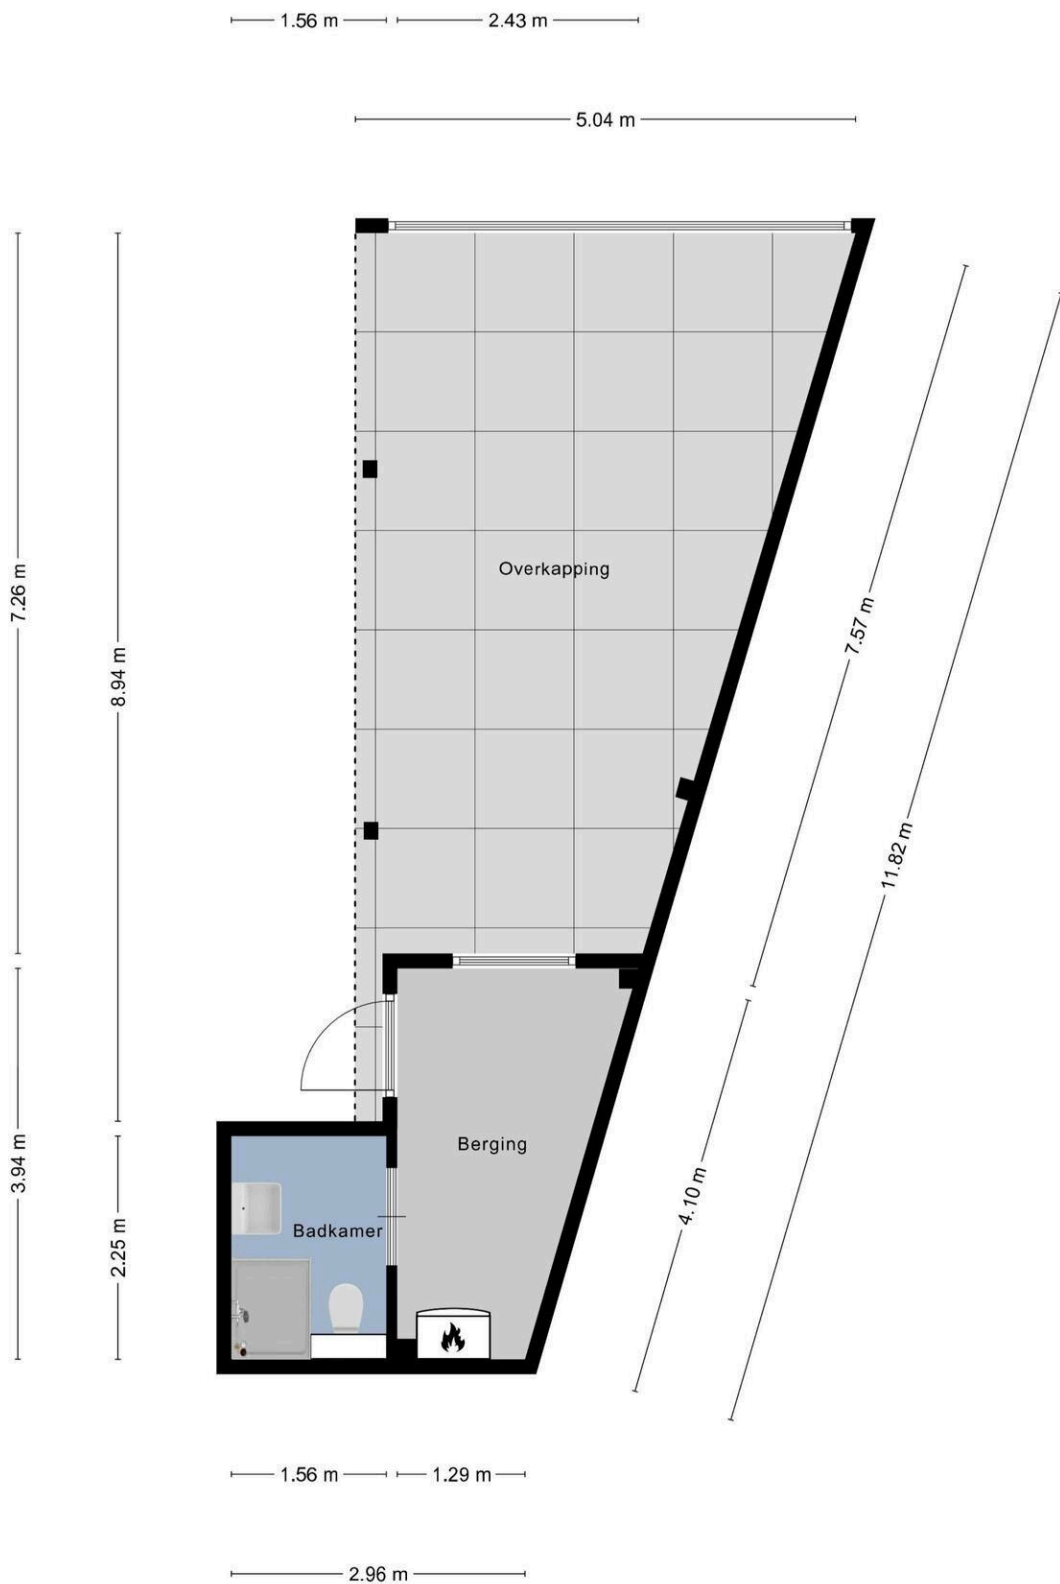 1.56 m
2.43 m
5.04 m
7.26 m
8.94 m
Overkapping
7.57 m
11.82 m
3.94 m
2.25 m
Berging
4.10 m
Badkamer
1.56 m
1.29 m
2.96 m